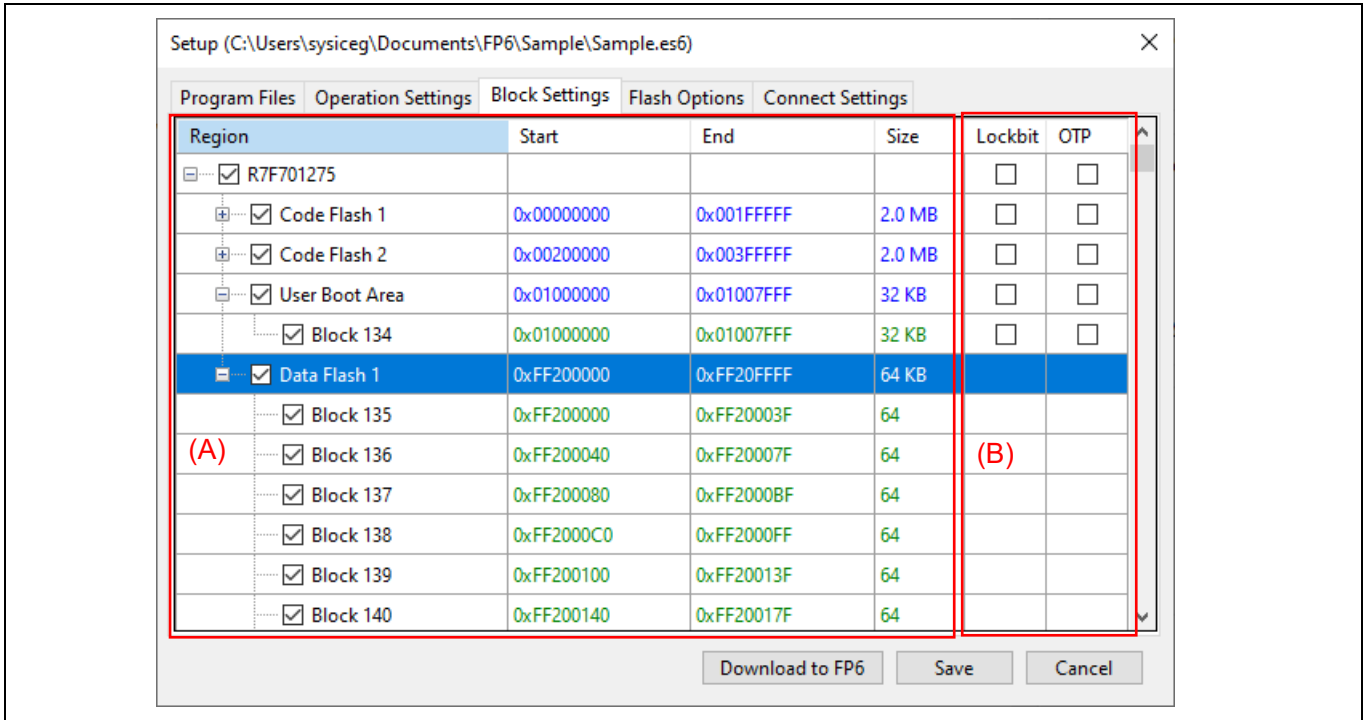 Setup (C:\Users\sysiceg\Documents\FP6\Sample\Sample.es6)
Program Files Operation Settings Block Settings Flash Options Connect Settings
Region Start End Size Lockbit OTP
R7F701275
Code Flash 1 0x00000000 0x001FFFFF 2.0 MB
Code Flash 2 0x00200000 0x003FFFFF 2.0 MB
User Boot Area 0x01000000 0x01007FFF 32 KB
Block 134 0x01000000 0x01007FFF 32 KB
Data Flash 1 0xFF200000 0xFF20FFFF 64 KB
Block 135 0xFF200000 0xFF20003F 64
(A) Block 136 0xFF200040 0xFF20007F 64 (B)
Block 137 0xFF200080 0xFF2000BF 64
Block 138 0xFF2000C0 0xFF2000FF 64
Block 139 0xFF200100 0xFF20013F 64
Block 140 0xFF200140 0xFF20017F 64
Download to FP6 Save Cancel